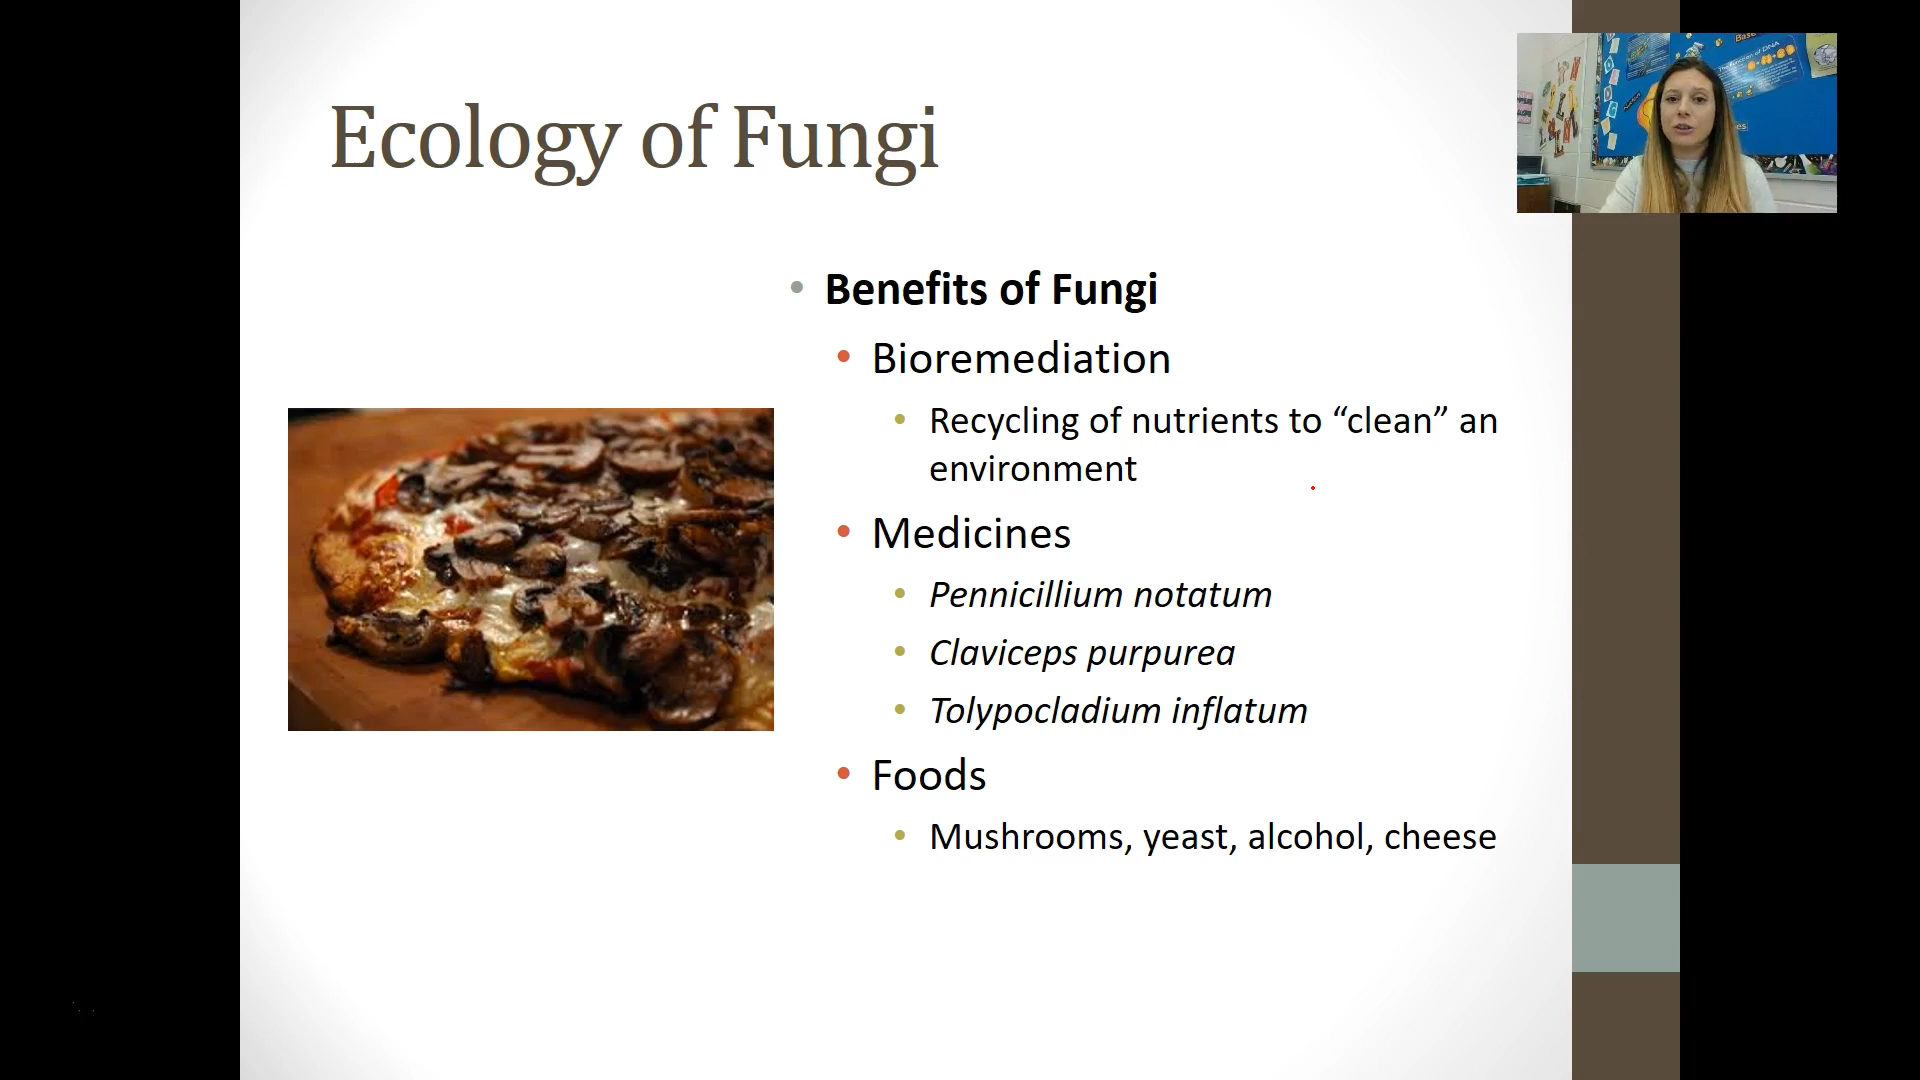 Ecology of Fungi
Benefits of Fungi
Bioremediation
Recycling of nutrients to “clean” an
environment
Medicines
Pennicillium notatum
Claviceps purpurea
Tolypocladium inflatum
Foods
Mushrooms, yeast, alcohol, cheese